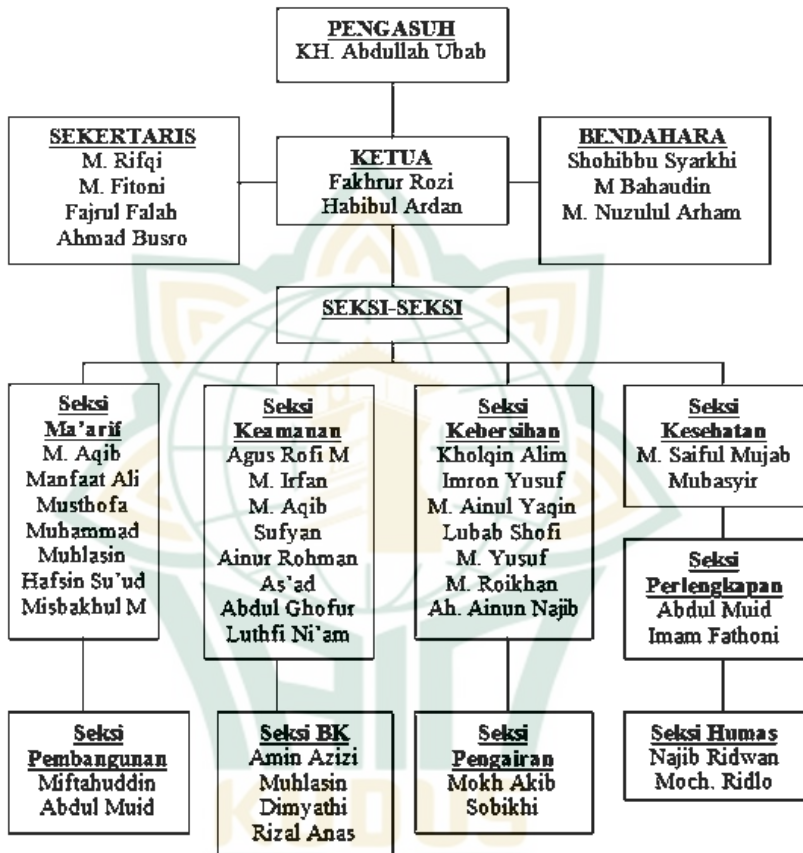 PENGASUH
KH. Abdullah Ubab
SEKERTARIS
M. Rifqi
M. Fitoni
Fajrul Falah
Ahmad Busro
KETUA
Fakhrur Rozi
Habibul Ardan
BENDAHARA
Shohibbu Syarkhi
M Bahaudin
M. Nuzulul Arham
SEKSI-SEKSI
Seksi
Ma'arif
M. Aqib
Manfaat Ali
Musthofa
Muhammad
Muhlasin
Hafsin Su'ud
Misbakhul M
Seksi
Keamanan
Agus Rofi M
M. Irfan
M. Aqib
Sufyan
Ainur Rohman
As'ad
Abdul Ghofur
Luthfi Ni'am
Seksi
Kebersihan
Kholqin Alim
Imron Yusuf
M. Ainul Yaqin
Lubab Shofi
M. Yusuf
M. Roikhan
Ah. Ainun Najib
Seksi
Kesehatan
M. Saiful Mujab
Mubasyir
Seksi
Perlengkapan
Abdul Muid
Imam Fathoni
Seksi
Pembangunan
Miftahuddin
Abdul Muid
Seksi BK
Amin Azizi
Muhlasin
Dimyathi
Rizal Anas
Seksi
Pengairan
Mokh Akib
Sobikhi
Seksi Humas
Najib Ridwan
Moch. Ridlo
KUDUS